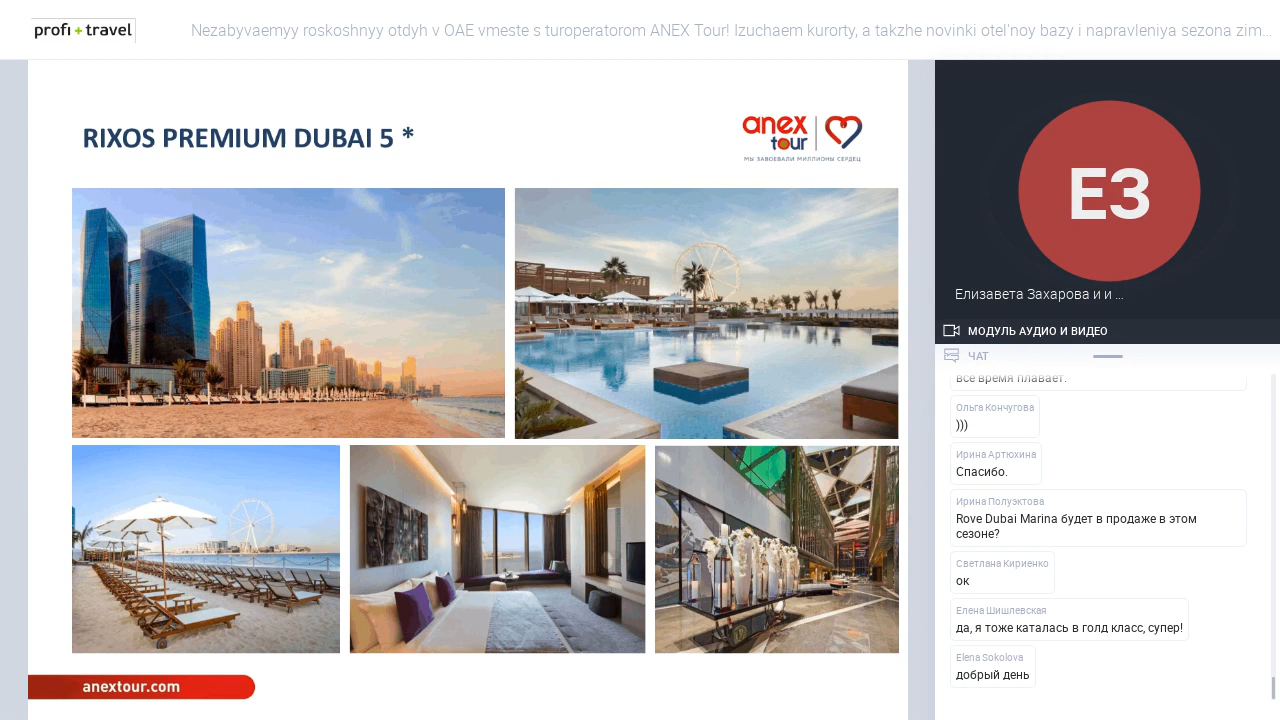 profi + travel
Nezabyvaemyy roskoshnyy otdyh v OAE vmeste s turoperatorom ANEX Tour! Izuchaem kurorty, a takzhe novinki otel'noy bazy i napravleniya sezona zim...
RIXOS PREMIUM DUBAI 5 *
anex
tour
МЫ ЗАВОЕВАЛИ МИЛЛИОНЫ СЕРДЕЦ
anextour.com
ЕЗ
Елизавета Захарова и и ...
МОДУЛЬ АУДИО И ВИДЕО
ЧАТ
все время плавает.
Ольга Кончугова
)))
Ирина Артюхина
Спасибо.
Ирина Полуэктова
Rove Dubai Marina будет в продаже в этом
сезоне?
Светлана Кириенко
ок
Елена Шишлевская
да, я тоже каталась в голд класс, супер!
Elena Sokolova
добрый день